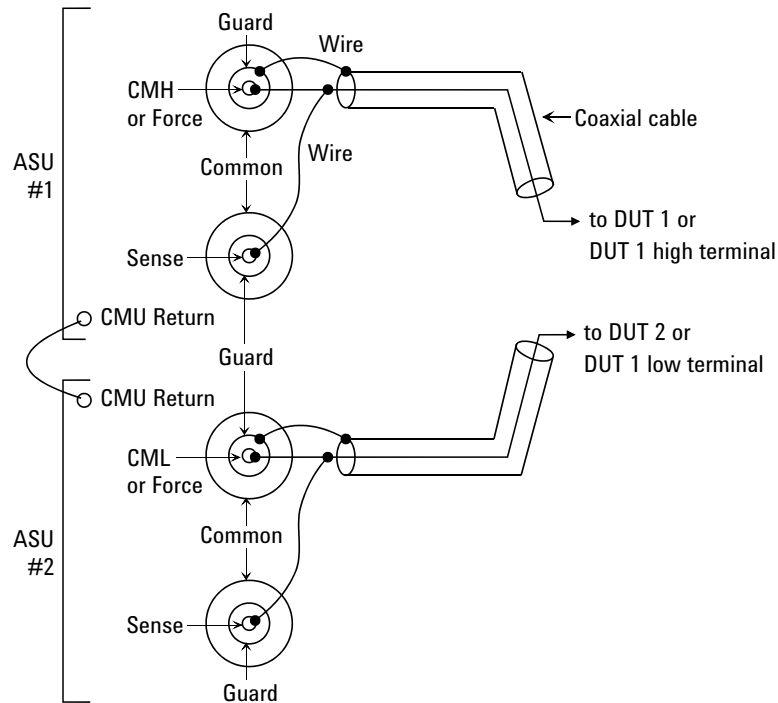 Guard
Wire
CMH
or Force
Coaxial cable
ASU
#1
Common
Wire
to DUT 1 or
DUT 1 high terminal
Sense
CMU Return
to DUT 2 or
DUT 1 low terminal
Guard
CMU Return
CML
or Force
ASU
#2
Common
Sense
Guard